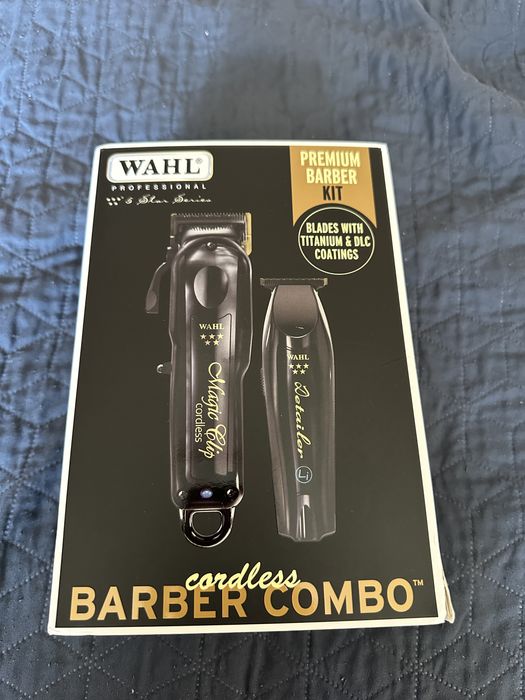 WAHL®
PROFESSIONAL
5 Star Series
PREMIUM
BARBER
KIT
BLADES WITH
TITANIUM & DLC
COATINGS
WAHL
Magic Clip
cordless
WAHL
Detailer
Li
cordless
BARBER COMBO™